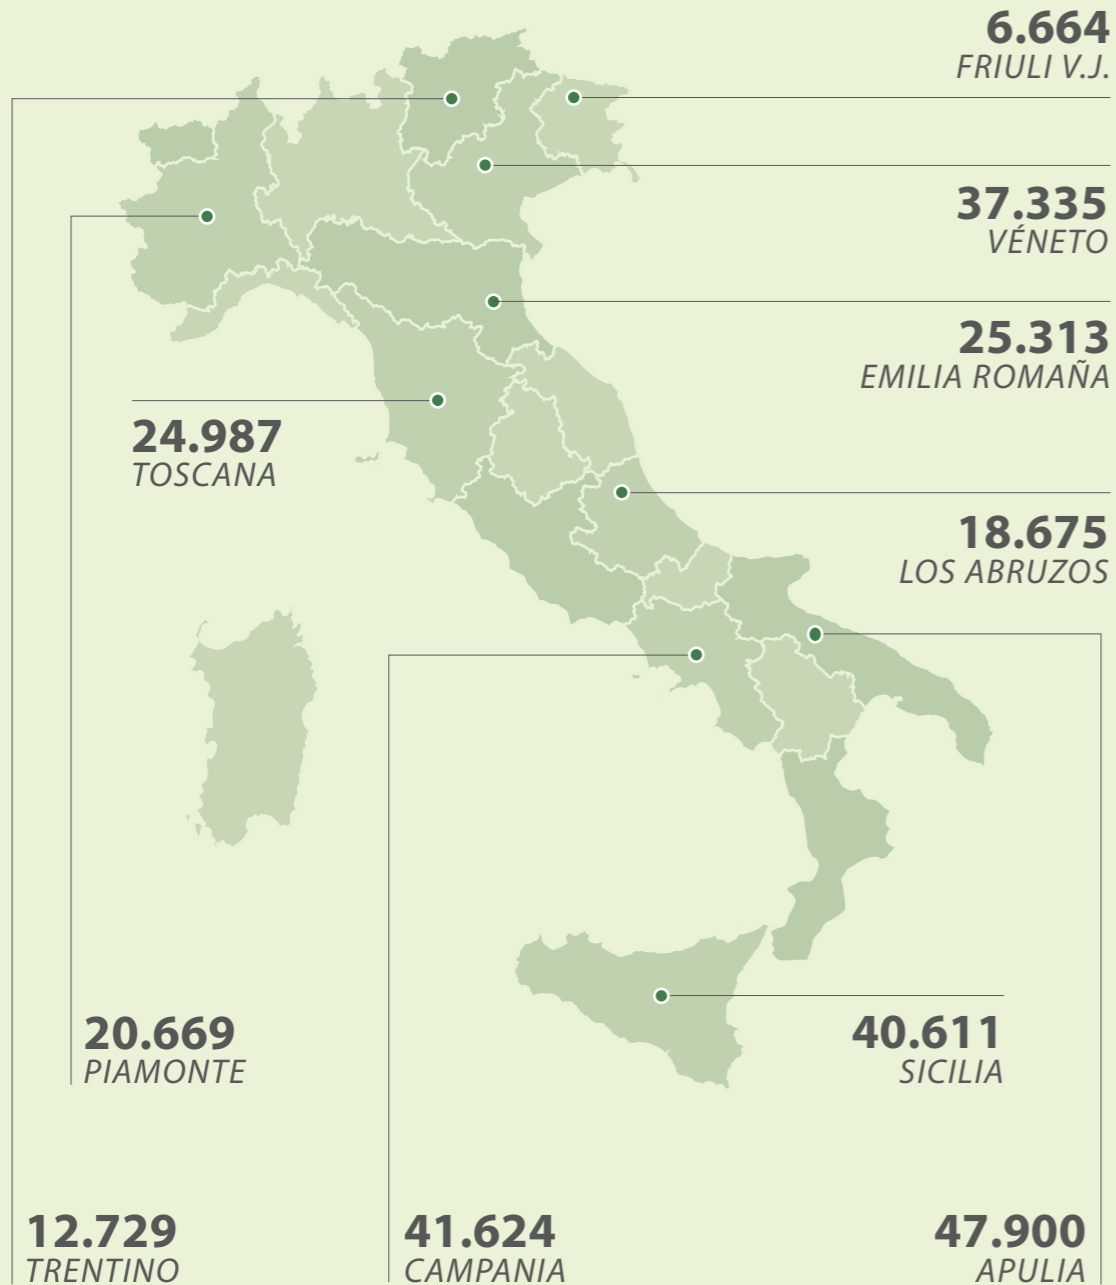 6.664
FRIULI V.J.
37.335
VÉNETO
25.313
EMILIA ROMAÑA
24.987
TOSCANA
18.675
LOS ABRUZOS
20.669
PIAMONTE
40.611
SICILIA
12.729
TRENTINO
41.624
CAMPANIA
47.900
APULIA